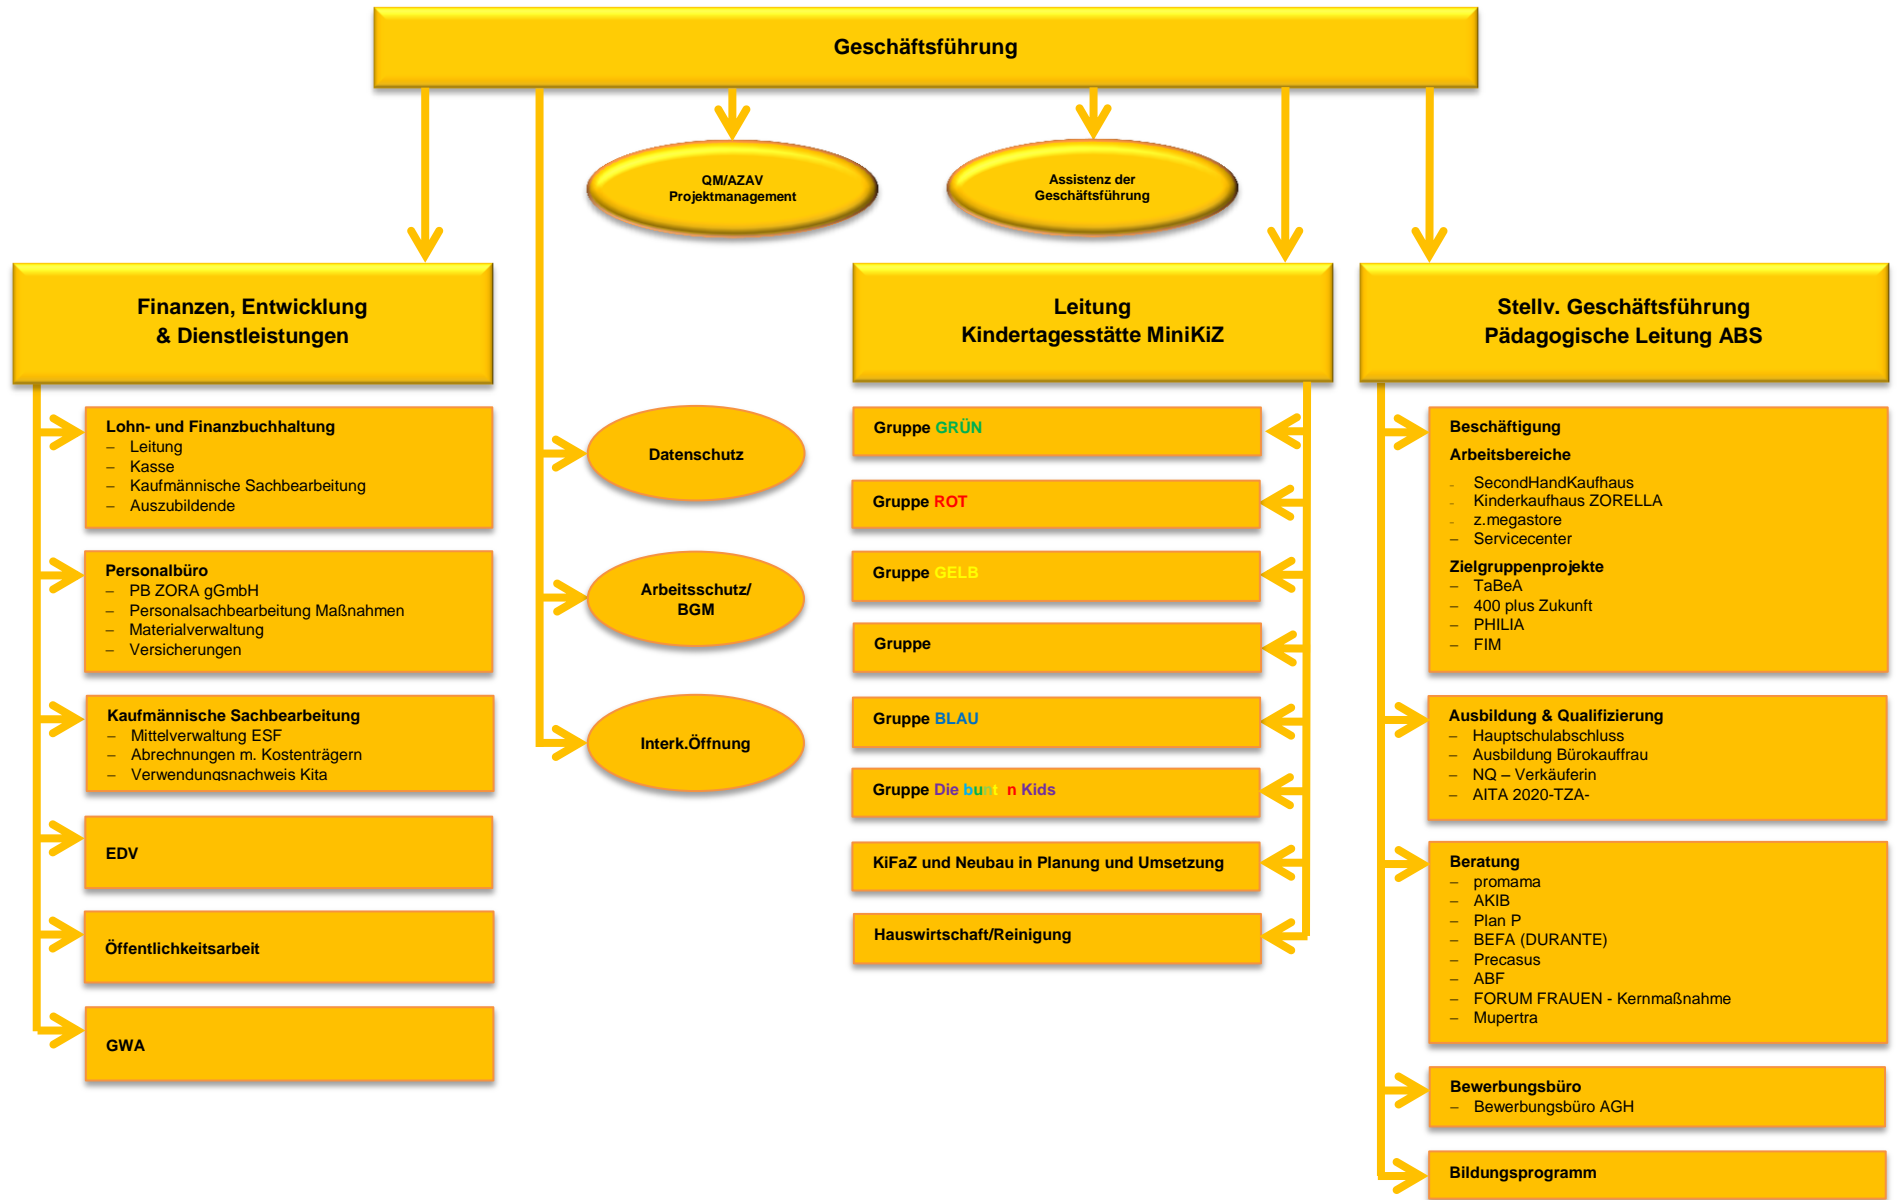 Geschäftsführung
QM/AZAV
Projektmanagement
Assistenz der
Geschäftsführung
Finanzen, Entwicklung
& Dienstleistungen
Lohn- und Finanzbuchhaltung
– Leitung
– Kasse
– Kaufmännische Sachbearbeitung
– Auszubildende
Personalbüro
– PB ZORA gGmbH
– Personalsachbearbeitung Maßnahmen
– Materialverwaltung
– Versicherungen
Kaufmännische Sachbearbeitung
– Mittelverwaltung ESF
– Abrechnungen m. Kostenträgern
– Verwendungsnachweis Kita
EDV
Öffentlichkeitsarbeit
GWA
Datenschutz
Arbeitsschutz/
BGM
Interk.Öffnung
Leitung
Kindertagesstätte MiniKiZ
Gruppe GRÜN
Gruppe ROT
Gruppe GELB
Gruppe
Gruppe BLAU
Gruppe Die bunt n Kids
KiFaZ und Neubau in Planung und Umsetzung
Hauswirtschaft/Reinigung
Stellv. Geschäftsführung
Pädagogische Leitung ABS
Beschäftigung
Arbeitsbereiche
- SecondHandKaufhaus
- Kinderkaufhaus ZORELLA
- z.megastore
– Servicecenter
Zielgruppenprojekte
– TaBeA
– 400 plus Zukunft
– PHILIA
– FIM
Ausbildung & Qualifizierung
– Hauptschulabschluss
– Ausbildung Bürokauffrau
– NQ – Verkäuferin
– AITA 2020-TZA-
Beratung
– promama
– AKIB
– Plan P
– BEFA (DURANTE)
– Precasus
– ABF
– FORUM FRAUEN - Kernmaßnahme
– Mupertra
Bewerbungsbüro
– Bewerbungsbüro AGH
Bildungsprogramm